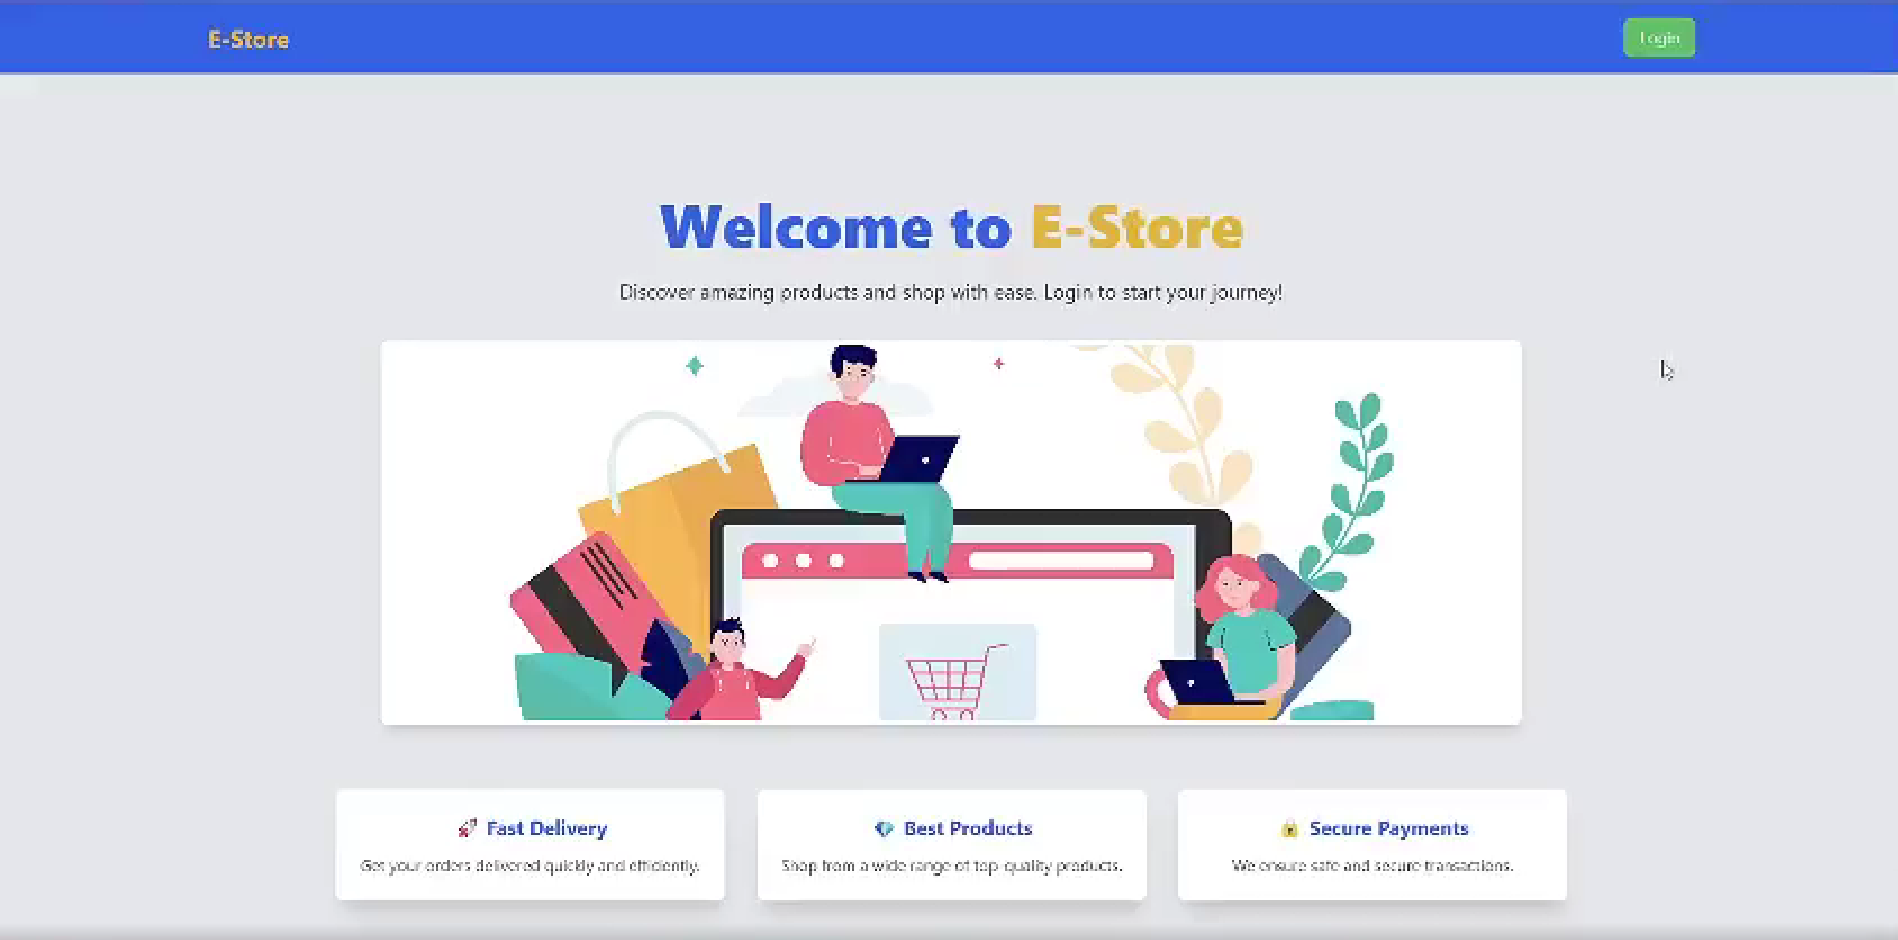 E-Store
Login
Welcome to E-Store
Discover amazing products and shop with ease. Login to start your journey!
🚀 Fast Delivery
Get your orders delivered quickly and efficiently.
💎 Best Products
Shop from a wide range of top-quality products.
🔒 Secure Payments
We ensure safe and secure transactions.